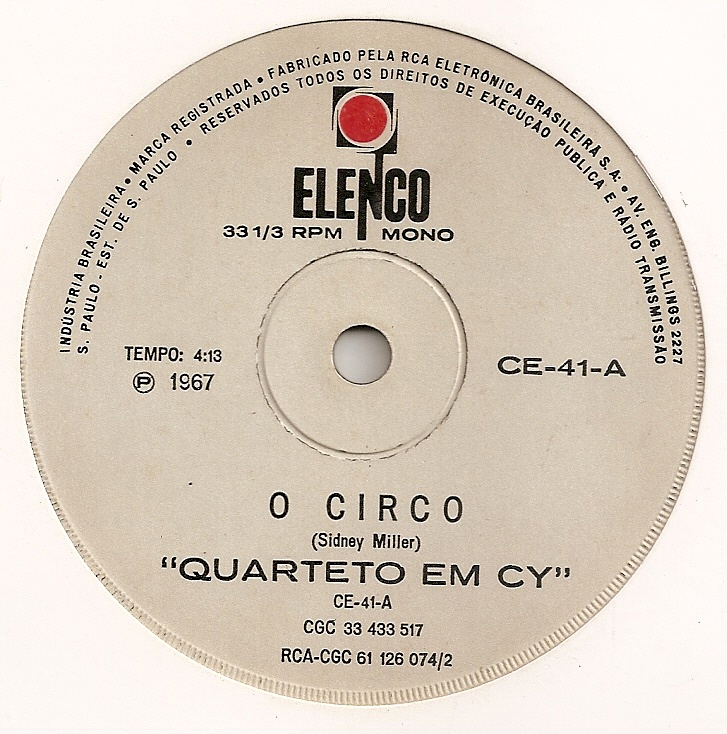 INDÚSTRIA BRASILEIRA • MARCA REGISTRADA • FABRICADO PELA RCA ELETRÔNICA BRASILEIRA S.A. • AV. ENG. BILLINGS 2227
S. PAULO - EST. DE S. PAULO • RESERVADOS TODOS OS DIREITOS DE EXECUÇÃO PUBLICA E RÁDIO TRANSMISSÃO
ELENCO
33 1/3 RPM MONO
TEMPO: 4:13
℗ 1967
CE-41-A
O CIRCO
(Sidney Miller)
"QUARTETO EM CY"
CE-41-A
CGC 33 433 517
RCA-CGC 61 126 074/2